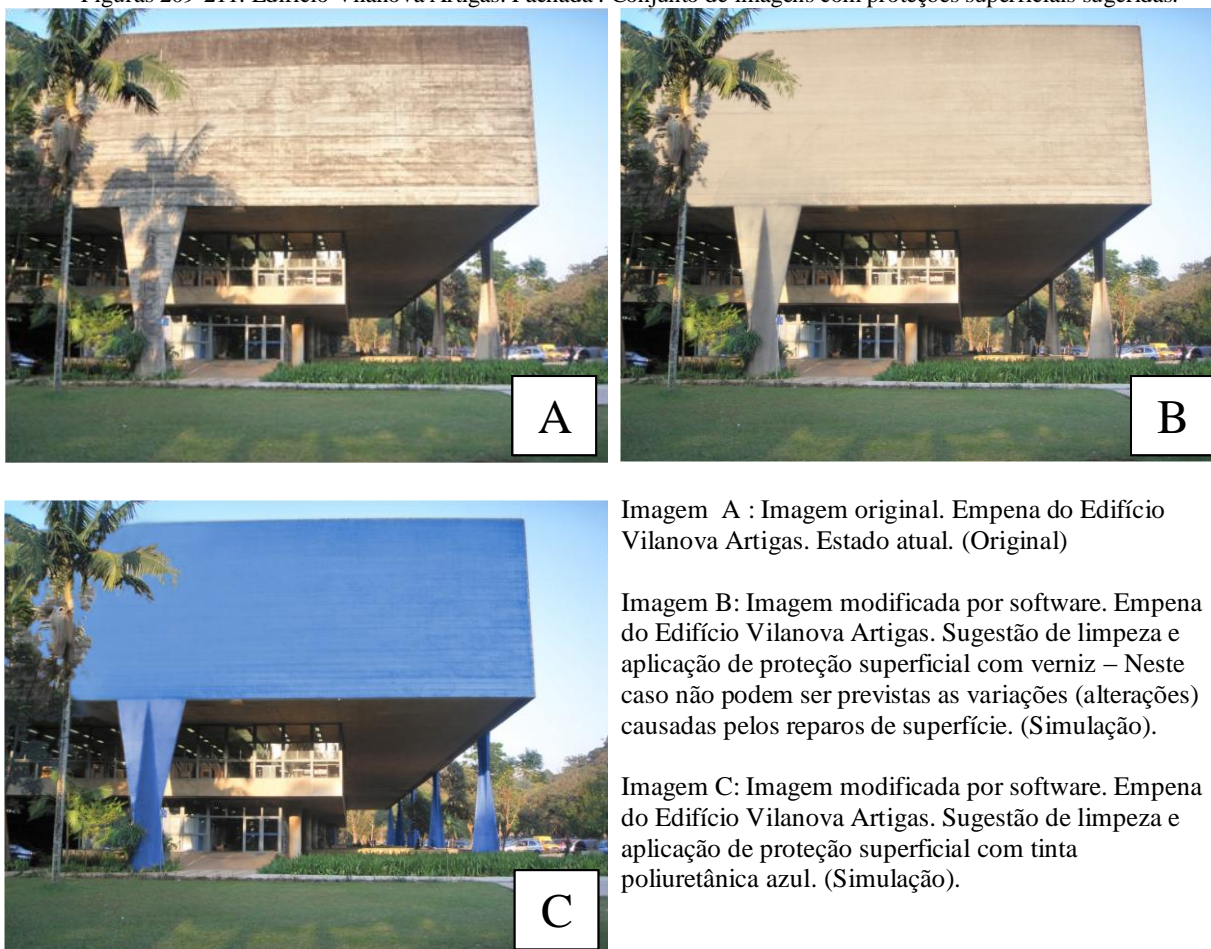 Figuras 209-211: Edifício Vilanova Artigas. Fachada . Conjunto de imagens com proteções superficiais sugeridas.
A
B
Imagem A : Imagem original. Empena do Edifício
Vilanova Artigas. Estado atual. (Original)
Imagem B: Imagem modificada por software. Empena
do Edifício Vilanova Artigas. Sugestão de limpeza e
aplicação de proteção superficial com verniz – Neste
caso não podem ser previstas as variações (alterações)
causadas pelos reparos de superfície. (Simulação).
Imagem C: Imagem modificada por software. Empena
do Edifício Vilanova Artigas. Sugestão de limpeza e
aplicação de proteção superficial com tinta
poliuretânica azul. (Simulação).
C